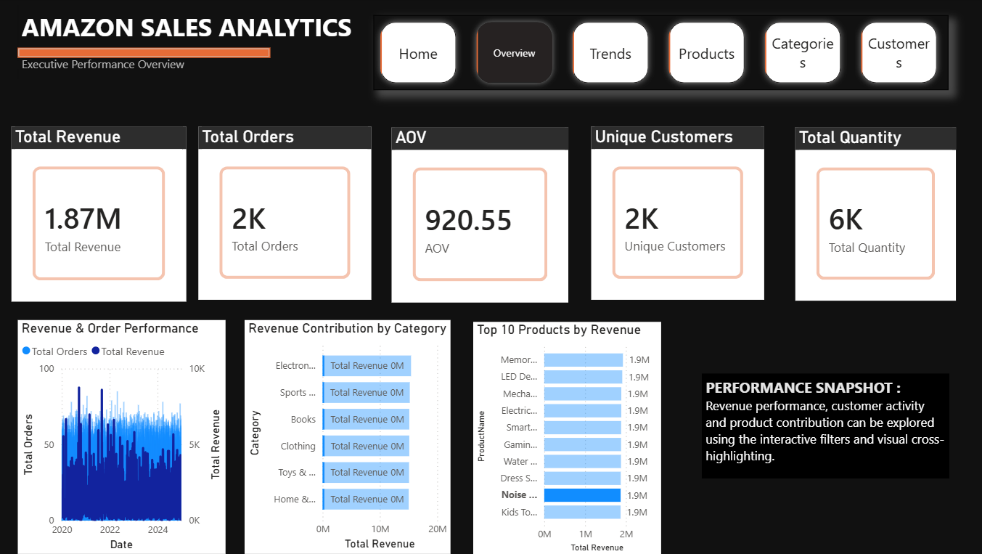 AMAZON SALES ANALYTICS
Executive Performance Overview
Home
Overview
Trends
Products
Categorie
s
Customer
s
Total Revenue
1.87M
Total Revenue
Total Orders
2K
Total Orders
AOV
920.55
AOV
Unique Customers
2K
Unique Customers
Total Quantity
6K
Total Quantity
Revenue & Order Performance
Total Orders Total Revenue
100 10K
50 5K
0 0K
Total Orders
Total Revenue
2020 2022 2024
Date
Revenue Contribution by Category
Category
Electron... Total Revenue 0M
Sports ... Total Revenue 0M
Books Total Revenue 0M
Clothing Total Revenue 0M
Toys & ... Total Revenue 0M
Home &... Total Revenue 0M
0M 10M 20M
Total Revenue
Top 10 Products by Revenue
ProductName
Memor... 1.9M
LED De... 1.9M
Mecha... 1.9M
Electric... 1.9M
Smart... 1.9M
Gamin... 1.9M
Water ... 1.9M
Dress S... 1.9M
Noise ... 1.9M
Kids To... 1.9M
0M 1M 2M
Total Revenue
PERFORMANCE SNAPSHOT :
Revenue performance, customer activity
and product contribution can be explored
using the interactive filters and visual cross-
highlighting.